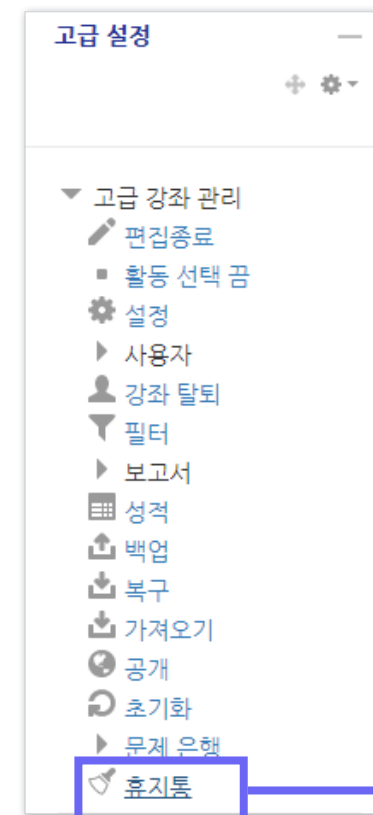 고급 설정
고급 강좌 관리
편집종료
활동 선택 끔
설정
사용자
강좌 탈퇴
필터
보고서
성적
백업
복구
가져오기
공개
초기화
문제 은행
휴지통